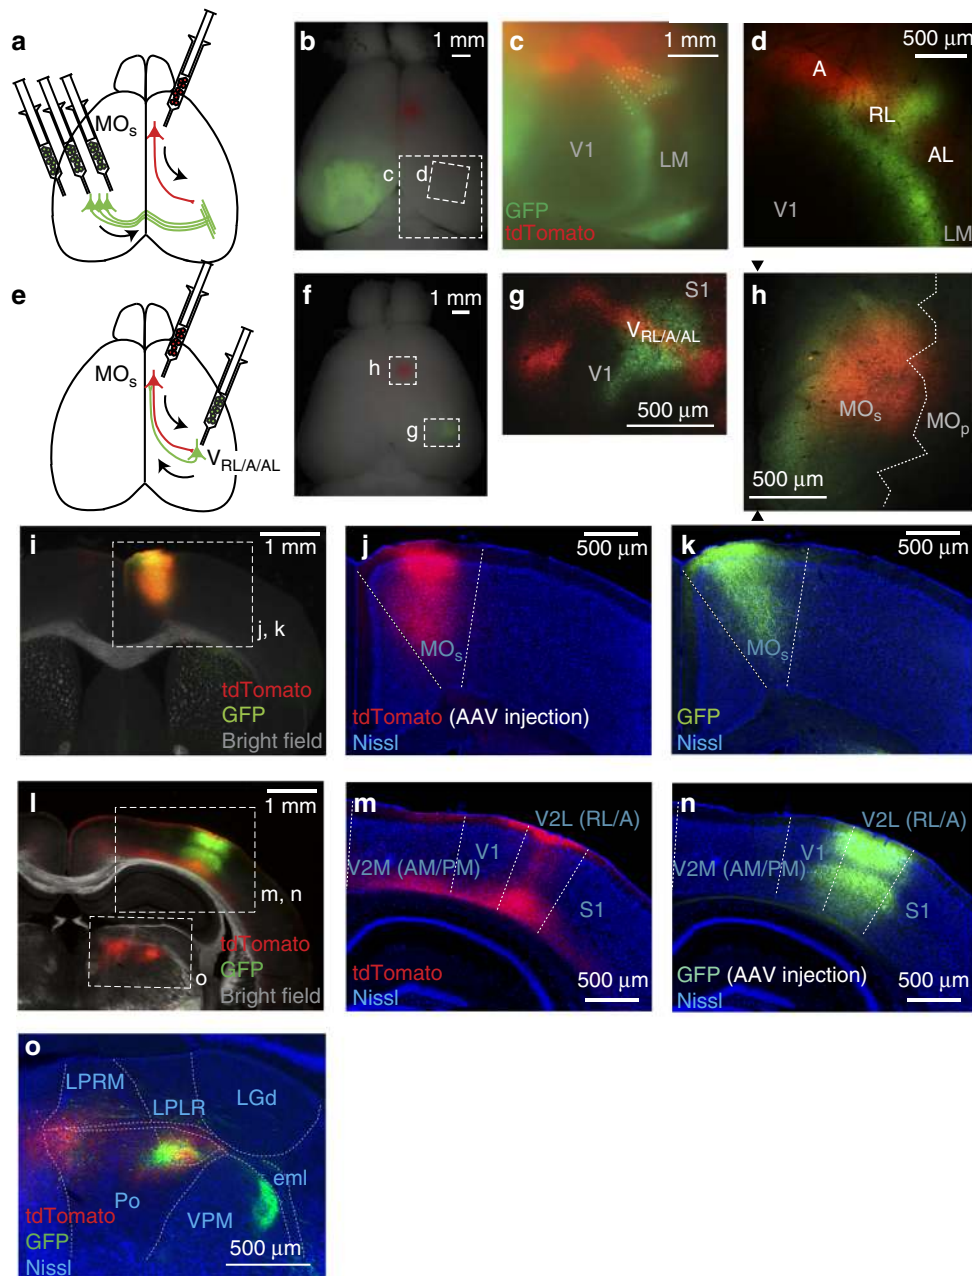 a
MOs
b
1 mm
c
d
c
1 mm
V1
LM
GFP
tdTomato
d
500 µm
A
RL
AL
V1
LM
e
MOs
VRL/A/AL
f
1 mm
h
g
g
S1
VRL/A/AL
V1
500 µm
h
MOs
MOp
500 µm
i
1 mm
j, k
tdTomato
GFP
Bright field
j
500 µm
MOs
tdTomato (AAV injection)
Nissl
k
500 µm
MOs
GFP
Nissl
l
1 mm
m, n
o
tdTomato
GFP
Bright field
m
V2L (RL/A)
V1
V2M (AM/PM)
S1
tdTomato
Nissl
500 µm
n
V2L (RL/A)
V1
V2M (AM/PM)
S1
GFP (AAV injection)
Nissl
500 µm
o
LPRM
LPLR
LGd
eml
Po
VPM
tdTomato
GFP
Nissl
500 µm